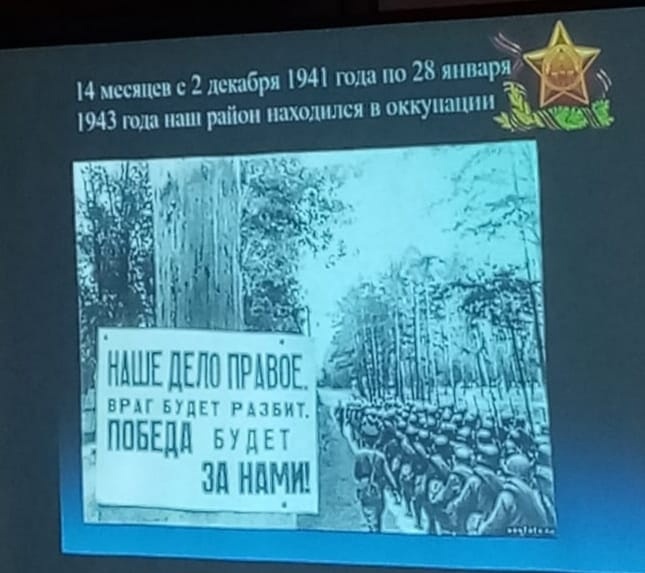 14 месяцев с 2 декабря 1941 года по 28 января
1943 года наш район находился в оккупации
НАШЕ ДЕЛО ПРАВОЕ.
ВРАГ БУДЕТ РАЗБИТ.
ПОБЕДА БУДЕТ
ЗА НАМИ!